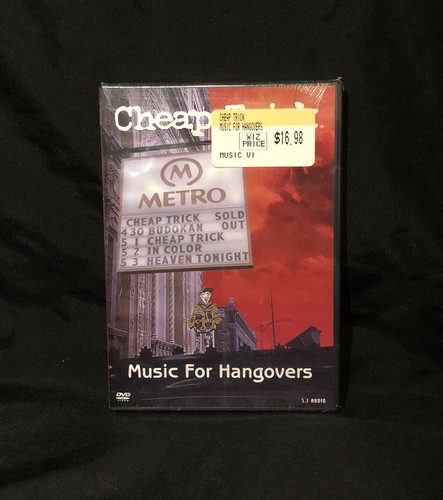 Cheap Trick
CHEAP TRICK
MUSIC FOR HANGOVERS
WIZ
PRICE
$16.98
MUSIC VI
M
METRO
CHEAP TRICK SOLD
430 BUDOKAN OUT
5 1 CHEAP TRICK
5 2 IN COLOR
5 3 HEAVEN TONIGHT
Music For Hangovers
DVD
VIDEO
5.1 AUDIO